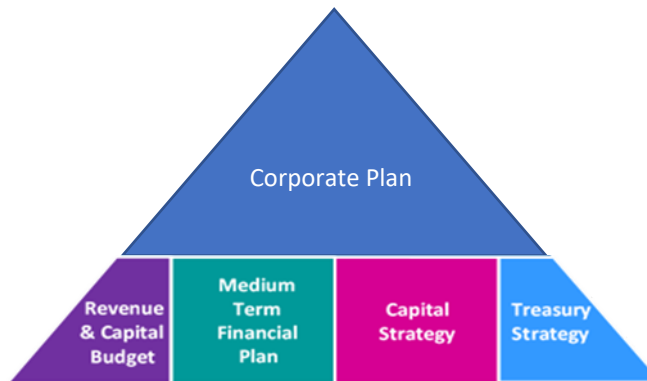 Corporate Plan
Revenue
& Capital
Budget
Medium
Term
Financial
Plan
Capital
Strategy
Treasury
Strategy